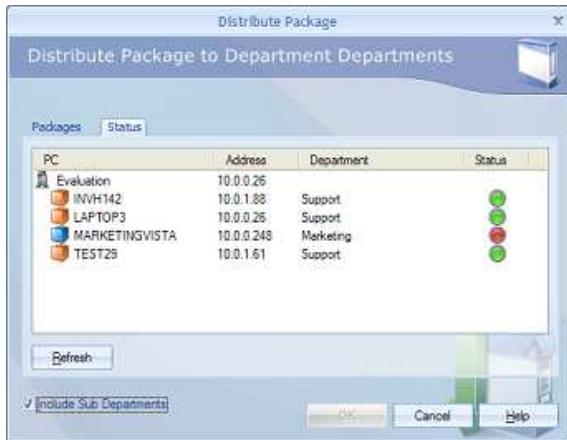 Distribute Package
Distribute Package to Department Departments
Packages Status
PC Address Department Status
Evaluation 10.0.0.26
INVH142 10.0.1.88 Support
LAPTOP3 10.0.0.26 Support
MARKETINGVISTA 10.0.0.248 Marketing
TEST29 10.0.1.61 Support
Refresh
Include Sub Departments
OK Cancel Help